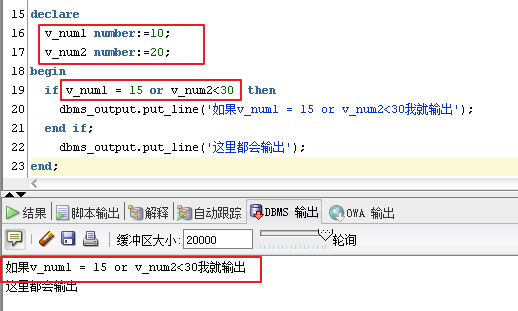 15 declare
16 v_num1 number:=10;
17 v_num2 number:=20;
18 begin
19 if v_num1 = 15 or v_num2<30 then
20 dbms_output.put_line('如果v_num1 = 15 or v_num2<30我就输出');
21 end if;
22 dbms_output.put_line('这里都会输出');
23 end;
结果 脚本输出 解释 自动跟踪 DBMS 输出 OWA 输出
缓冲区大小: 20000 轮询
如果v_num1 = 15 or v_num2<30我就输出
这里都会输出